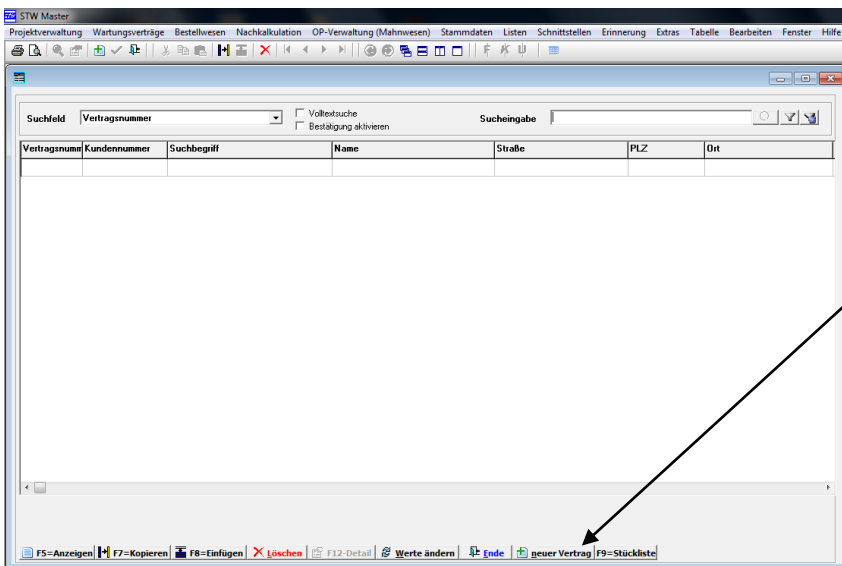 STW Master
Projektverwaltung Wartungsverträge Bestellwesen Nachkalkulation OP-Verwaltung (Mahnwesen) Stammdaten Listen Schnittstellen Erinnerung Extras Tabelle Bearbeiten Fenster Hilfe
Suchfeld Vertragsnummer Volltextsuche Sucheingabe
Bestätigung aktivieren
Vertragsnumm Kundennummer Suchbegriff Name Straße PLZ Ort
F5=Anzeigen F7=Kopieren F8=Einfügen Löschen F12-Detail Werte ändern Ende neuer Vertrag F9=Stückliste